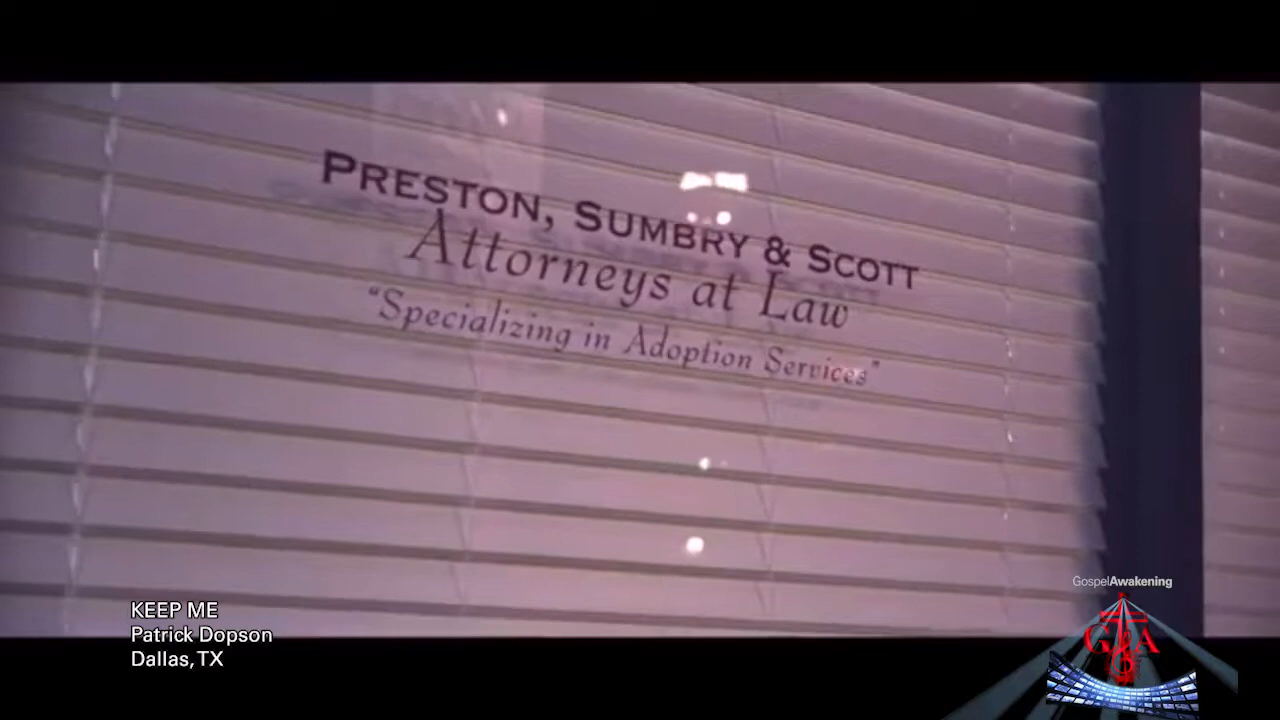 PRESTON, SUMBRY & SCOTT
Attorneys at Law
“Specializing in Adoption Services”
KEEP ME
Patrick Dopson
Dallas, TX
GospelAwakening
G A